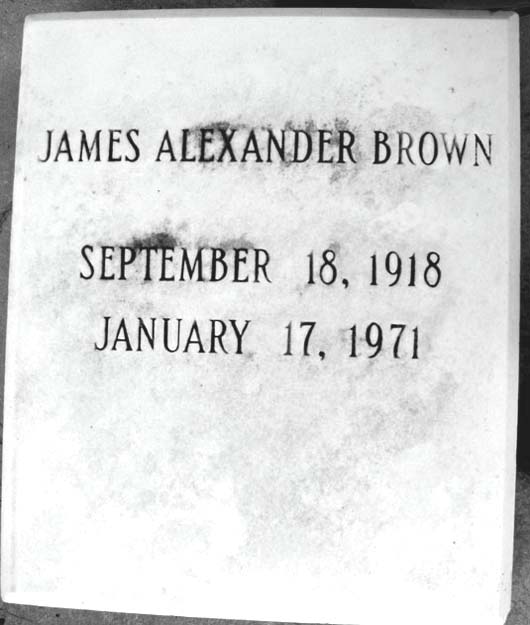 JAMES ALEXANDER BROWN
SEPTEMBER 18, 1918
JANUARY 17, 1971